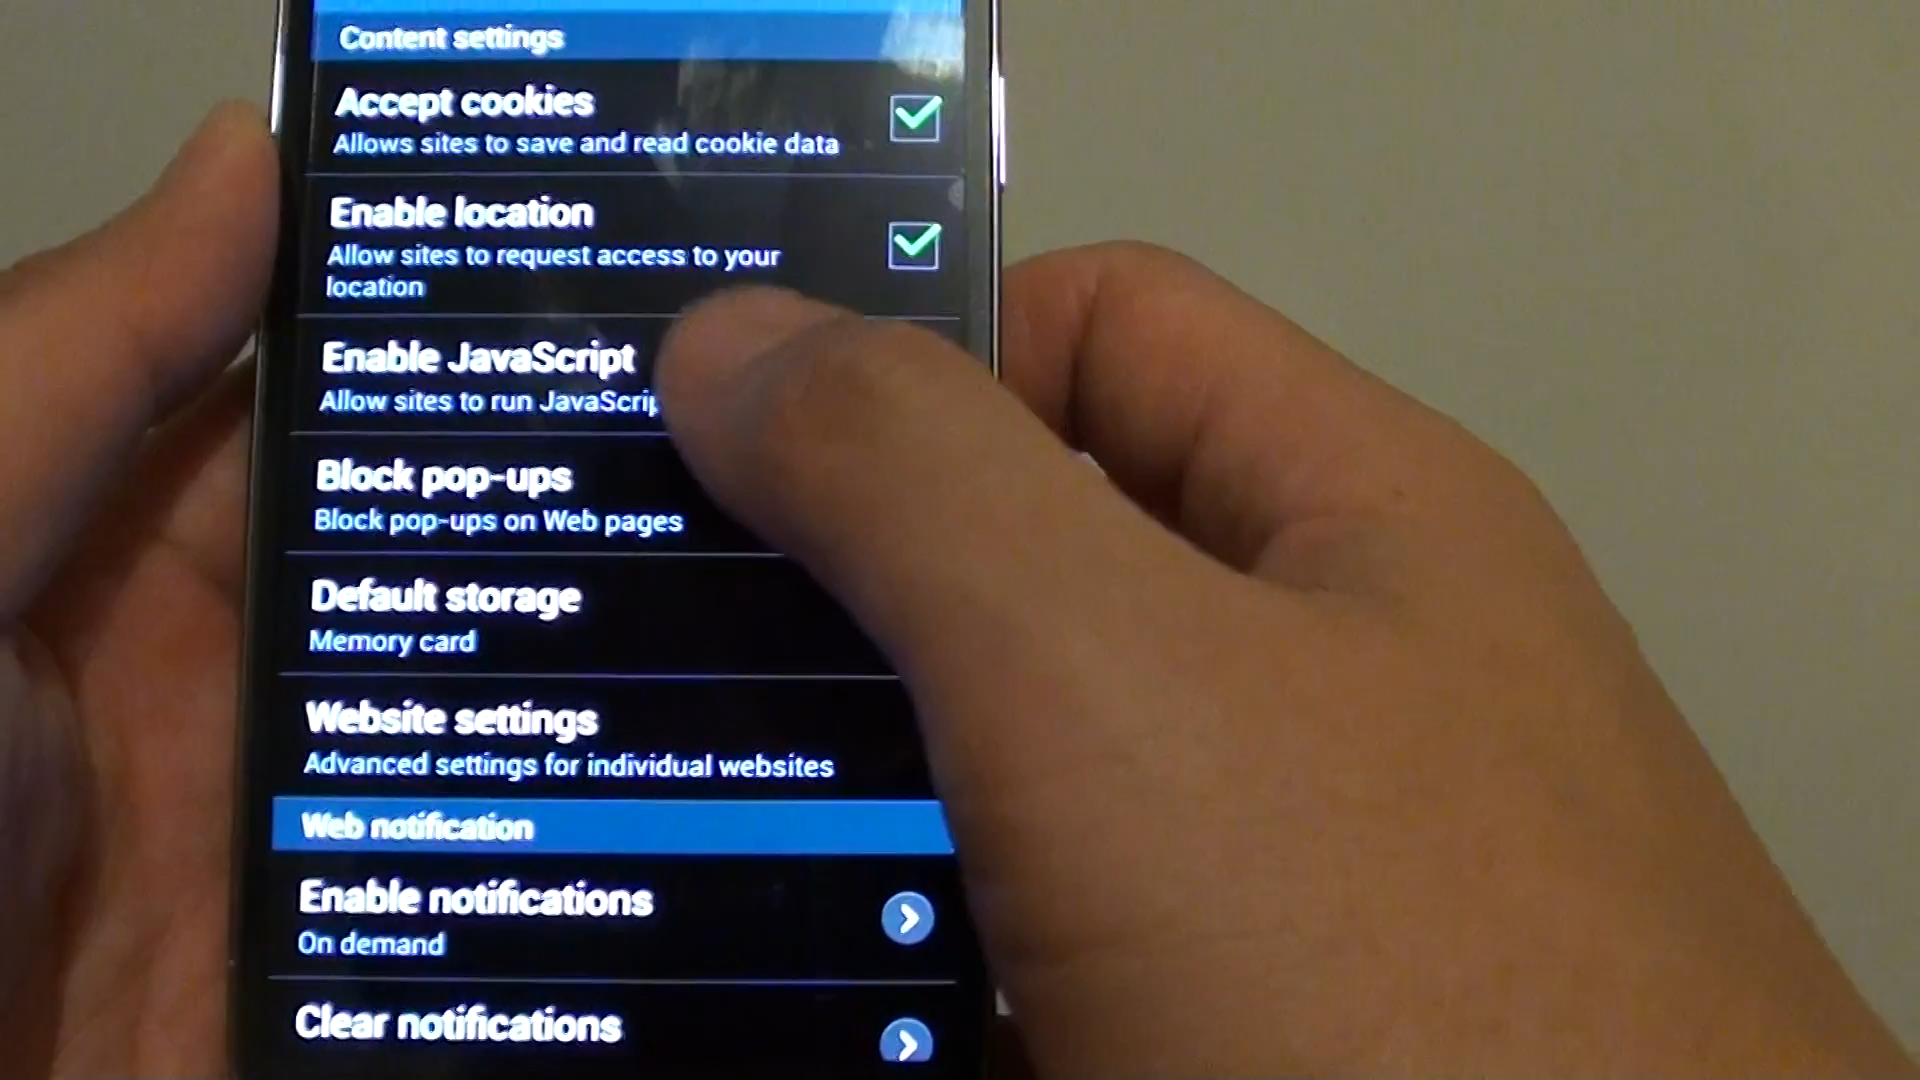 Content settings
Accept cookies
Allows sites to save and read cookie data
Enable location
Allow sites to request access to your
location
Enable JavaScript
Allow sites to run JavaScrip
Block pop-ups
Block pop-ups on Web pages
Default storage
Memory card
Website settings
Advanced settings for individual websites
Web notification
Enable notifications
On demand
Clear notifications